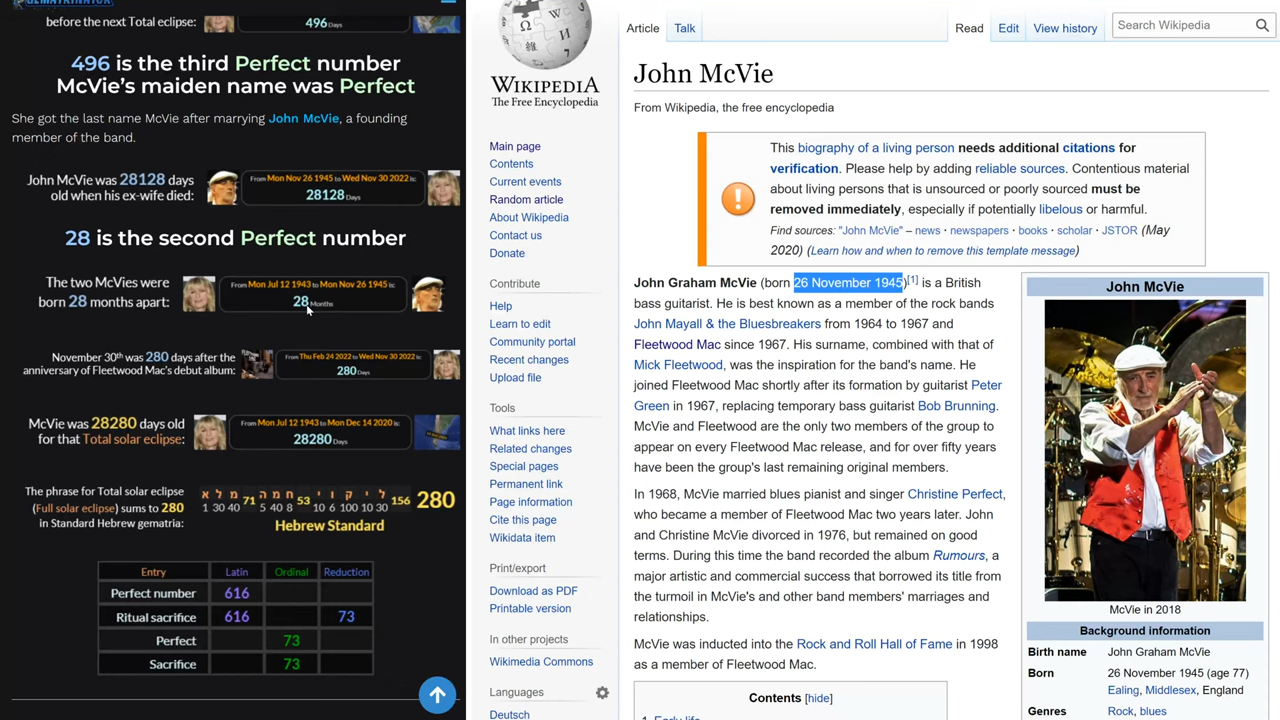 GEMATRINATOR
before the next Total eclipse:
496 Days
496 is the third Perfect number
McVie’s maiden name was Perfect
She got the last name McVie after marrying John McVie, a founding
member of the band.
John McVie was 28128 days
old when his ex-wife died:
From Mon Nov 26 1945 to Wed Nov 30 2022 is:
28128 Days
28 is the second Perfect number
The two McVies were
born 28 months apart:
From Mon Jul 12 1943 to Mon Nov 26 1945 is:
28 Months
November 30th was 280 days after the
anniversary of Fleetwood Mac's debut album:
From Thu Feb 24 2022 to Wed Nov 30 2022 is:
280 Days
McVie was 28280 days old
for that Total solar eclipse:
From Mon Jul 12 1943 to Mon Dec 14 2020 is:
28280 Days
The phrase for Total solar eclipse
(Full solar eclipse) sums to 280
in Standard Hebrew gematria:
א ל מ 71 ה מ ח 53 י ו ק י ל 156 280
1 30 40 5 40 8 10 6 100 10 30
Hebrew Standard
Entry Latin Ordinal Reduction
Perfect number 616
Ritual sacrifice 616 73
Perfect 73
Sacrifice 73
WIKIPEDIA
The Free Encyclopedia
Main page
Contents
Current events
Random article
About Wikipedia
Contact us
Donate
Contribute
Help
Learn to edit
Community portal
Recent changes
Upload file
Tools
What links here
Related changes
Special pages
Permanent link
Page information
Cite this page
Wikidata item
Print/export
Download as PDF
Printable version
In other projects
Wikimedia Commons
Languages
Deutsch
Article Talk Read Edit View history Search Wikipedia
John McVie
From Wikipedia, the free encyclopedia
This biography of a living person needs additional citations for
verification. Please help by adding reliable sources. Contentious material
about living persons that is unsourced or poorly sourced must be
removed immediately, especially if potentially libelous or harmful.
Find sources: "John McVie" – news · newspapers · books · scholar · JSTOR (May
2020) (Learn how and when to remove this template message)
John Graham McVie (born 26 November 1945)[1] is a British
bass guitarist. He is best known as a member of the rock bands
John Mayall & the Bluesbreakers from 1964 to 1967 and
Fleetwood Mac since 1967. His surname, combined with that of
Mick Fleetwood, was the inspiration for the band's name. He
joined Fleetwood Mac shortly after its formation by guitarist Peter
Green in 1967, replacing temporary bass guitarist Bob Brunning.
McVie and Fleetwood are the only two members of the group to
appear on every Fleetwood Mac release, and for over fifty years
have been the group's last remaining original members.
In 1968, McVie married blues pianist and singer Christine Perfect,
who became a member of Fleetwood Mac two years later. John
and Christine McVie divorced in 1976, but remained on good
terms. During this time the band recorded the album Rumours, a
major artistic and commercial success that borrowed its title from
the turmoil in McVie's and other band members' marriages and
relationships.
McVie was inducted into the Rock and Roll Hall of Fame in 1998
as a member of Fleetwood Mac.
Contents [hide]
1 Early life
John McVie
McVie in 2018
Background information
Birth name John Graham McVie
Born 26 November 1945 (age 77)
Ealing, Middlesex, England
Genres Rock, blues